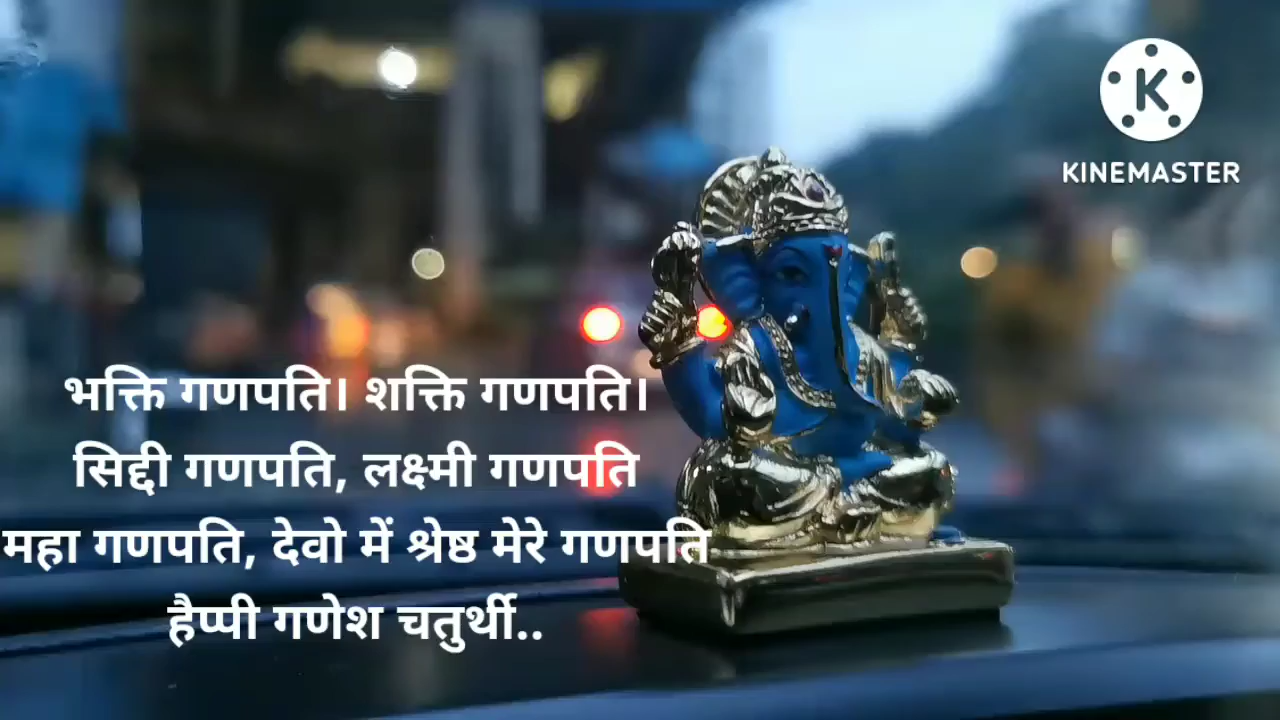 KINEMASTER
भक्ति गणपति। शक्ति गणपति।
सिद्दी गणपति, लक्ष्मी गणपति
महा गणपति, देवो में श्रेष्ठ मेरे गणपति
हैप्पी गणेश चतुर्थी..